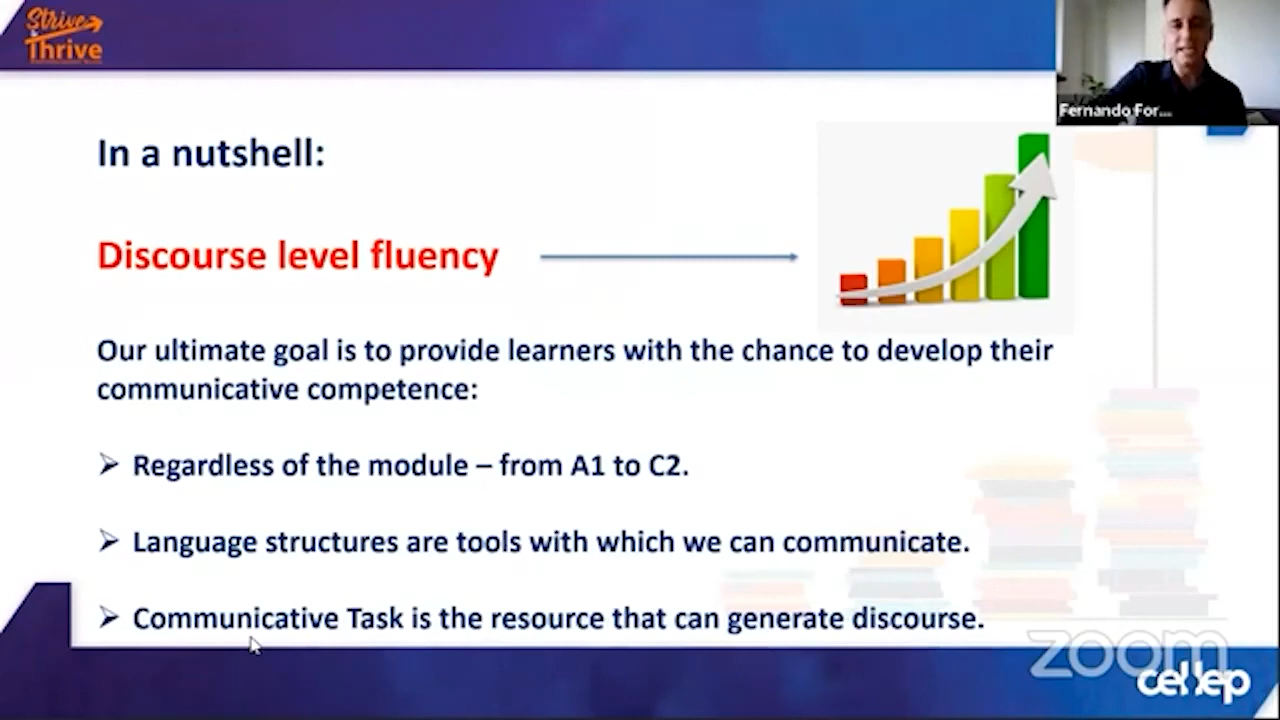 Strive
Thrive
Fernando For...
In a nutshell:
Discourse level fluency
Our ultimate goal is to provide learners with the chance to develop their
communicative competence:
Regardless of the module – from A1 to C2.
Language structures are tools with which we can communicate.
Communicative Task is the resource that can generate discourse.
zoom
cellep